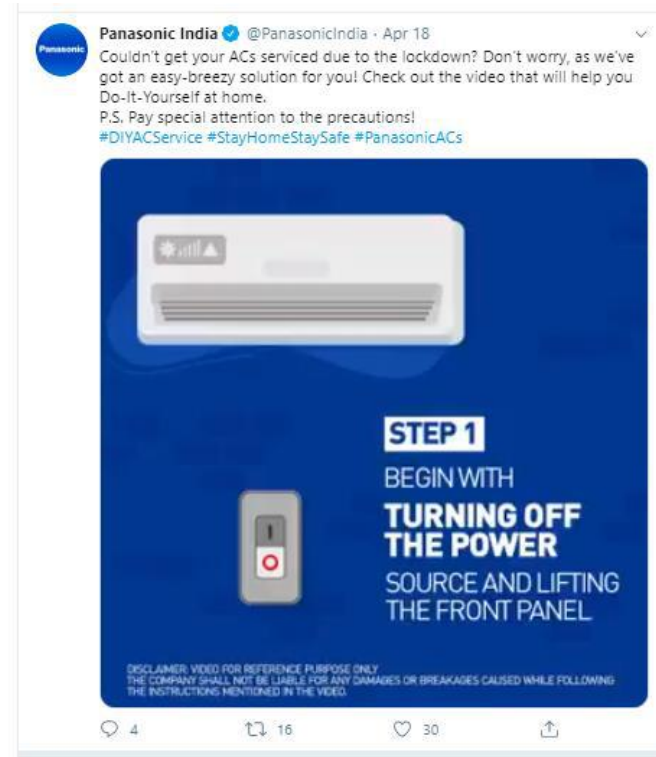 Panasonic
Panasonic India @PanasonicIndia · Apr 18
Couldn't get your ACs serviced due to the lockdown? Don't worry, as we've
got an easy-breezy solution for you! Check out the video that will help you
Do-It-Yourself at home.
P.S. Pay special attention to the precautions!
#DIYACService #StayHomeStaySafe #PanasonicACs
STEP 1
BEGIN WITH
TURNING OFF
THE POWER
SOURCE AND LIFTING
THE FRONT PANEL
DISCLAIMER: VIDEO FOR REFERENCE PURPOSE ONLY
THE COMPANY SHALL NOT BE LIABLE FOR ANY DAMAGES OR BREAKAGES CAUSED WHILE FOLLOWING
THE INSTRUCTIONS MENTIONED IN THE VIDEO.
4 16 30